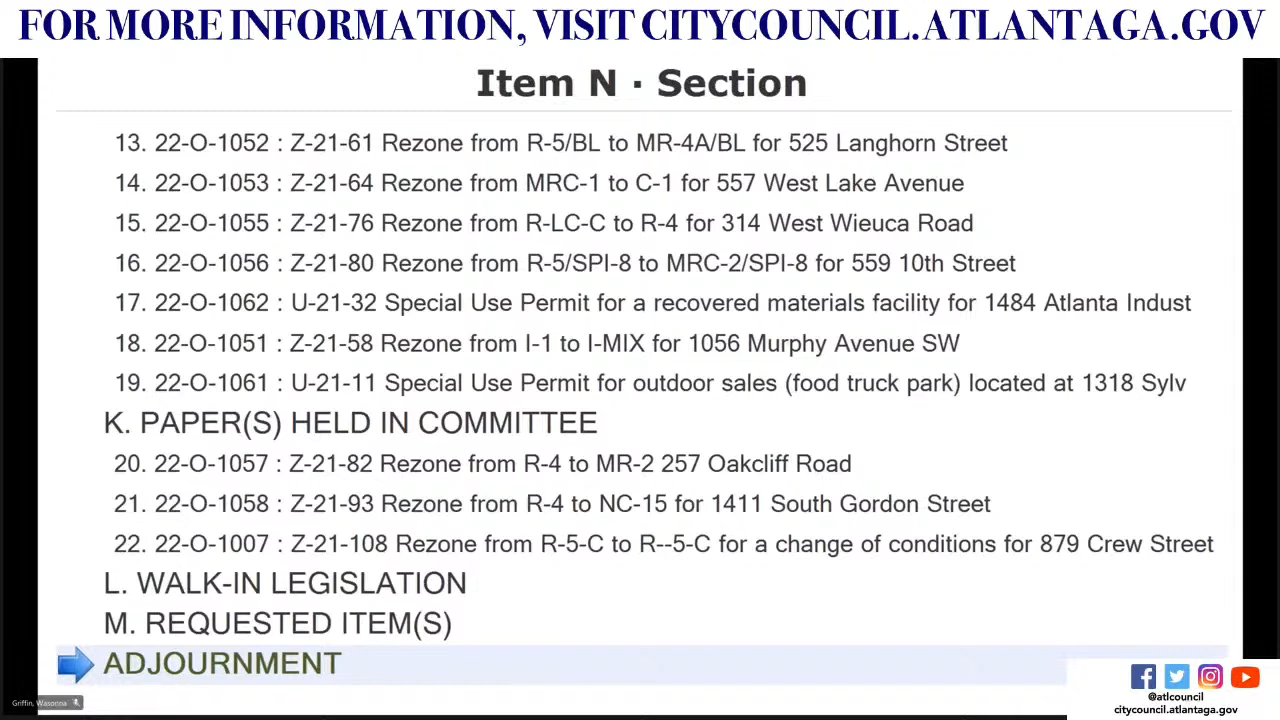 FOR MORE INFORMATION, VISIT CITYCOUNCIL.ATLANTAGA.GOV
Item N · Section
13. 22-O-1052 : Z-21-61 Rezone from R-5/BL to MR-4A/BL for 525 Langhorn Street
14. 22-O-1053 : Z-21-64 Rezone from MRC-1 to C-1 for 557 West Lake Avenue
15. 22-O-1055 : Z-21-76 Rezone from R-LC-C to R-4 for 314 West Wieuca Road
16. 22-O-1056 : Z-21-80 Rezone from R-5/SPI-8 to MRC-2/SPI-8 for 559 10th Street
17. 22-O-1062 : U-21-32 Special Use Permit for a recovered materials facility for 1484 Atlanta Indust
18. 22-O-1051 : Z-21-58 Rezone from I-1 to I-MIX for 1056 Murphy Avenue SW
19. 22-O-1061 : U-21-11 Special Use Permit for outdoor sales (food truck park) located at 1318 Sylv
K. PAPER(S) HELD IN COMMITTEE
20. 22-O-1057 : Z-21-82 Rezone from R-4 to MR-2 257 Oakcliff Road
21. 22-O-1058 : Z-21-93 Rezone from R-4 to NC-15 for 1411 South Gordon Street
22. 22-O-1007 : Z-21-108 Rezone from R-5-C to R--5-C for a change of conditions for 879 Crew Street
L. WALK-IN LEGISLATION
M. REQUESTED ITEM(S)
ADJOURNMENT
Griffin, Wasonna
@atlcouncil
citycouncil.atlantaga.gov